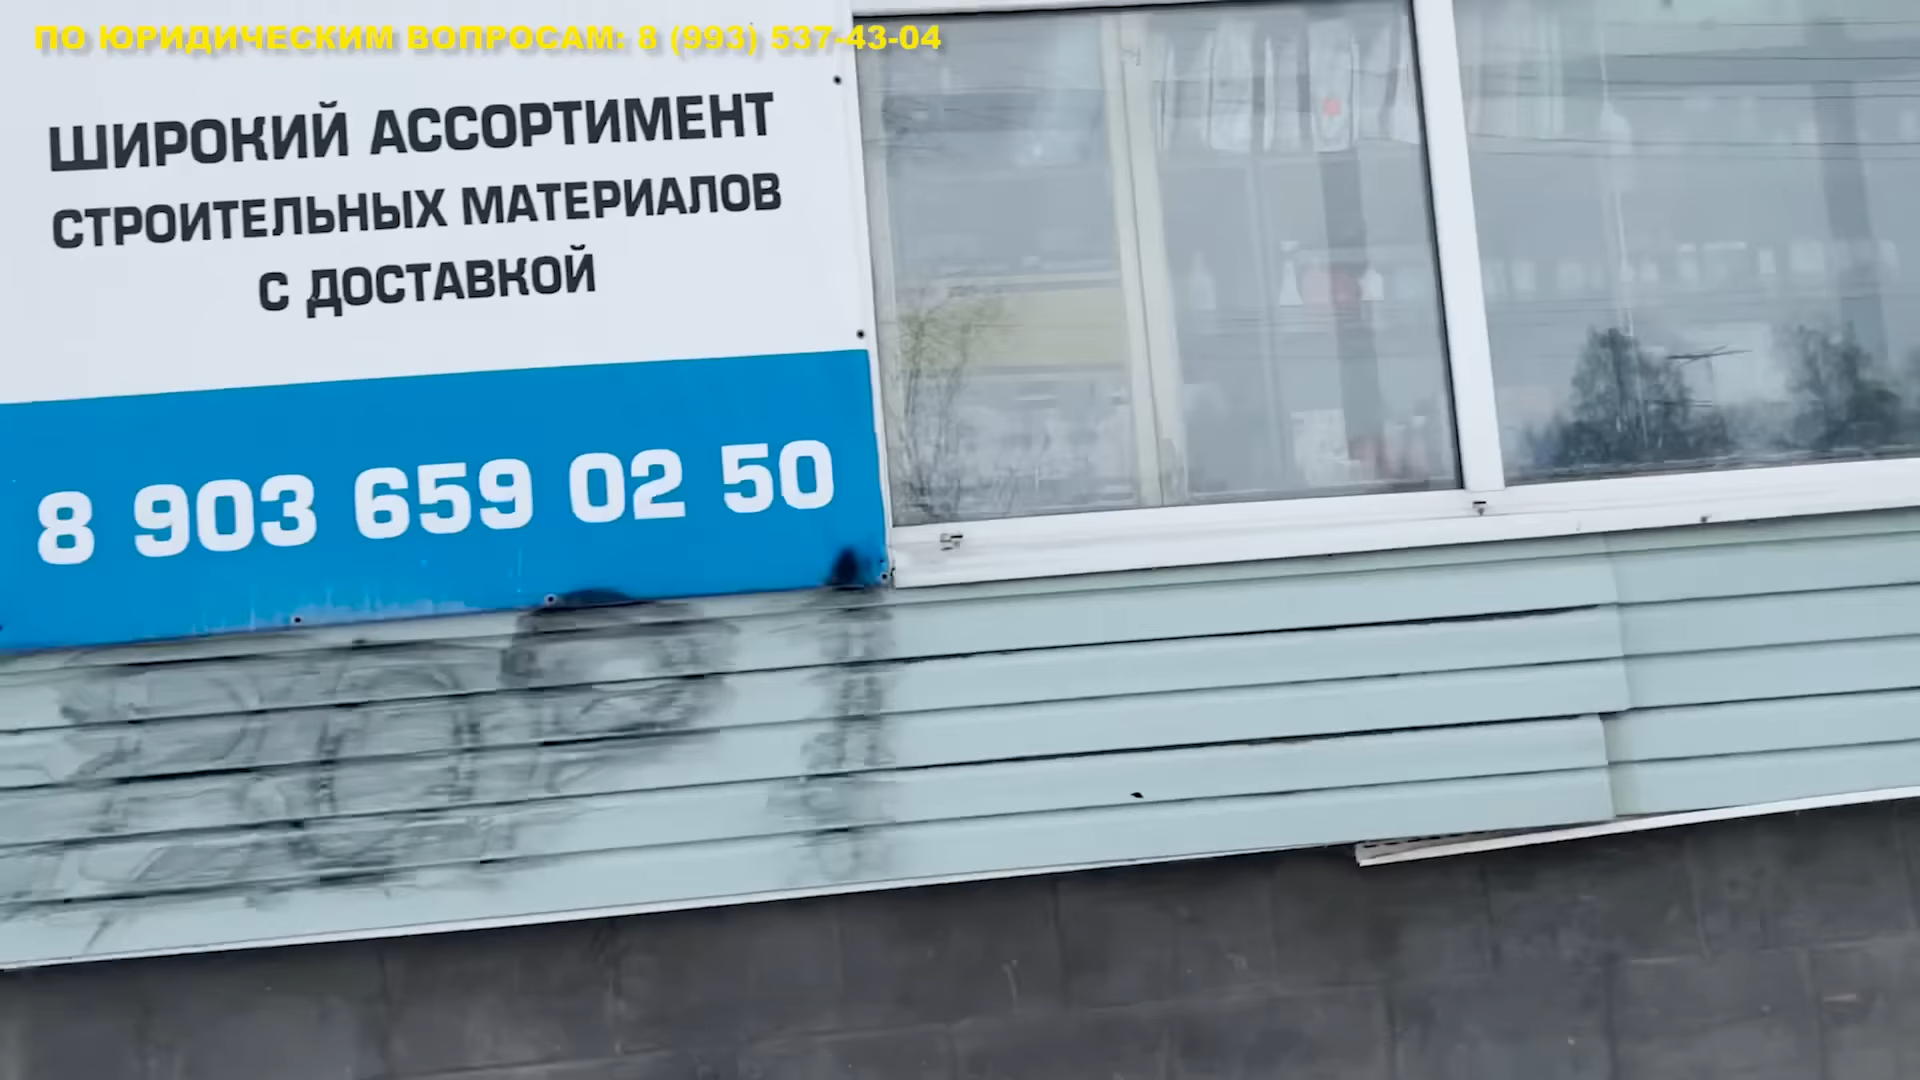 ПО ЮРИДИЧЕСКИМ ВОПРОСАМ: 8 (993) 537-43-04
ШИРОКИЙ АССОРТИМЕНТ
СТРОИТЕЛЬНЫХ МАТЕРИАЛОВ
С ДОСТАВКОЙ
8 903 659 02 50